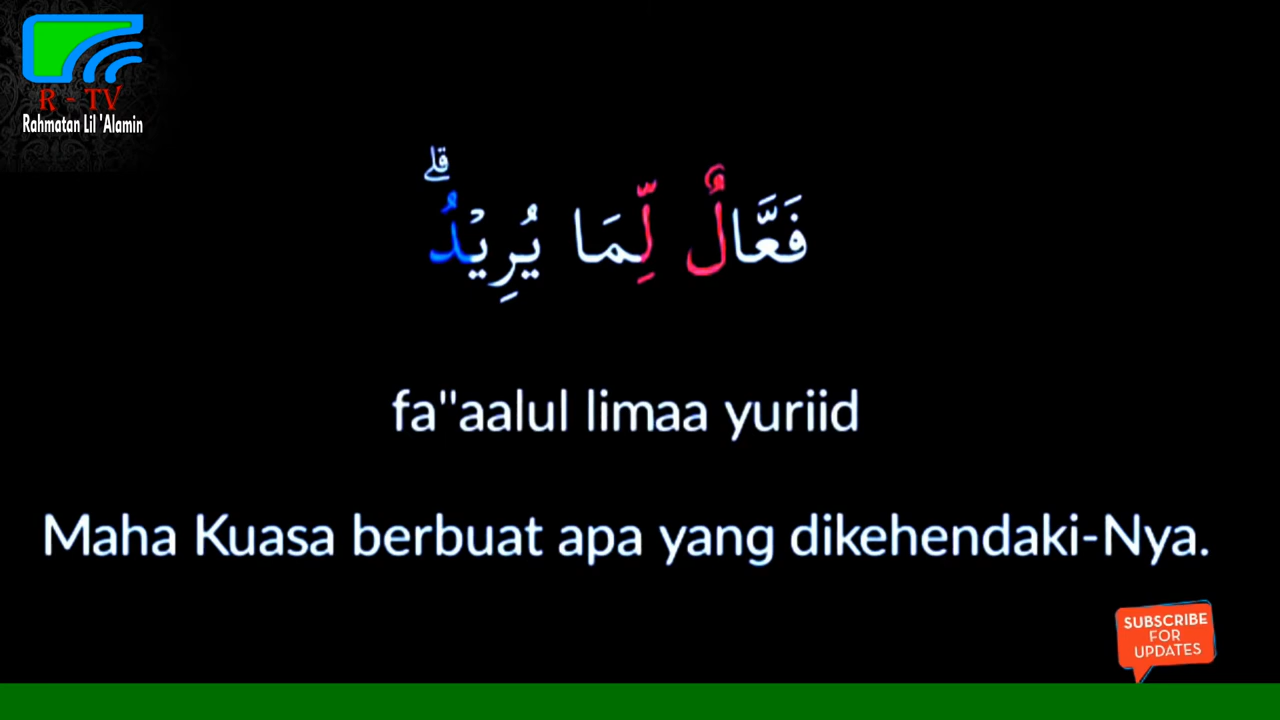 R - TV
Rahmatan Lil 'Alamin
فَعَّالٌ لِّمَا يُرِيْدُۗ
fa"aalul limaa yuriid
Maha Kuasa berbuat apa yang dikehendaki-Nya.
SUBSCRIBE
FOR
UPDATES